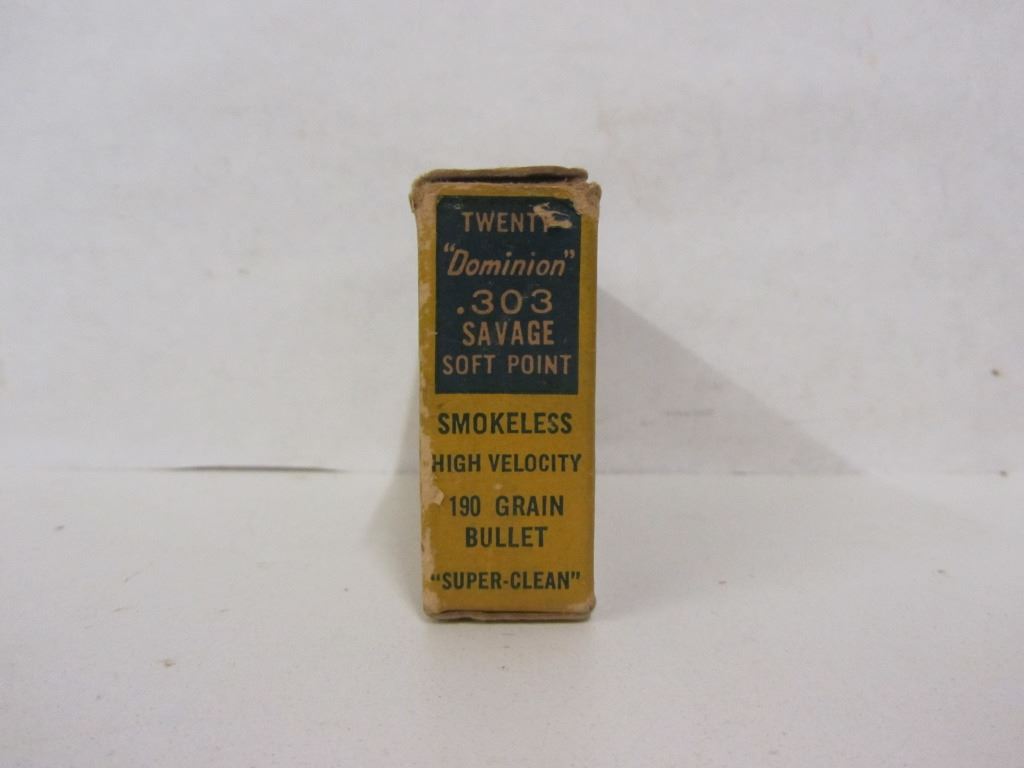 TWENTY
"Dominion"
.303
SAVAGE
SOFT POINT
SMOKELESS
HIGH VELOCITY
190 GRAIN
BULLET
"SUPER-CLEAN"